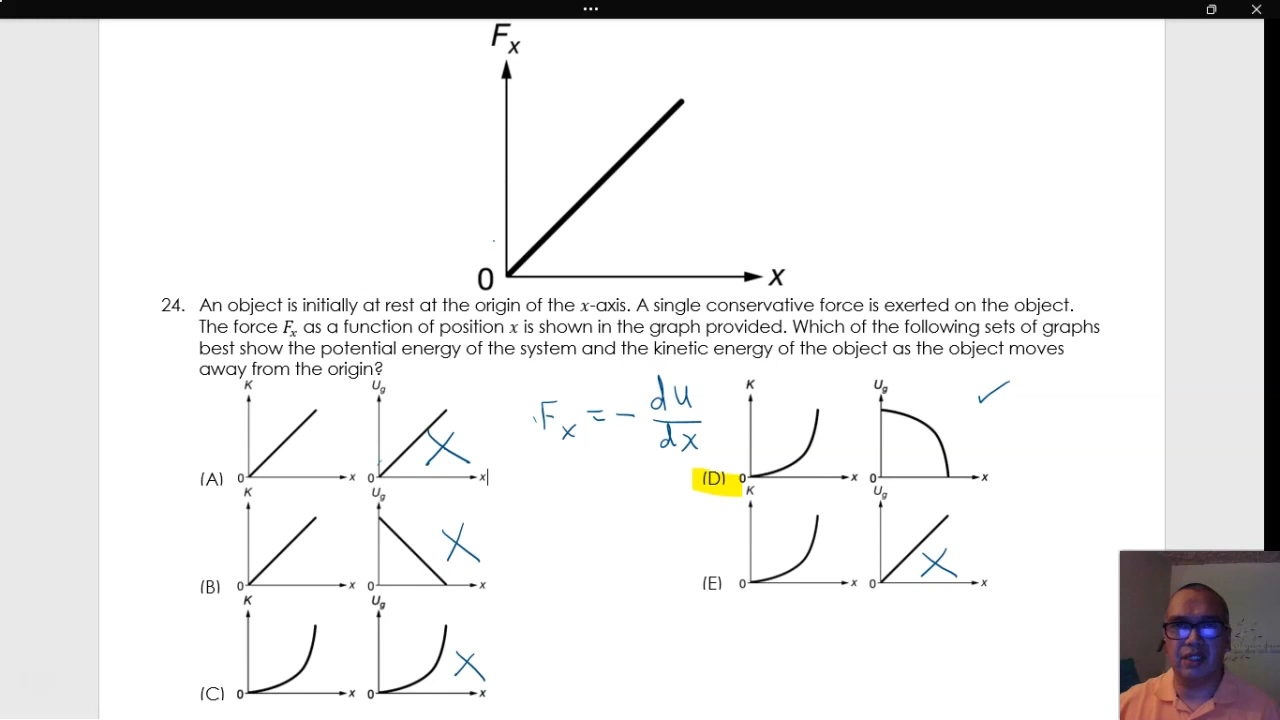 Fx
0
x
24. An object is initially at rest at the origin of the x-axis. A single conservative force is exerted on the object.
The force Fx as a function of position x is shown in the graph provided. Which of the following sets of graphs
best show the potential energy of the system and the kinetic energy of the object as the object moves
away from the origin?
K
Ug
(A) 0 x 0 x
K
Ug
(B) 0 x 0 x
K
Ug
(C) 0 x 0 x
Fx = - du/dx
K
Ug
(D) 0 x 0 x
K
Ug
(E) 0 x 0 x